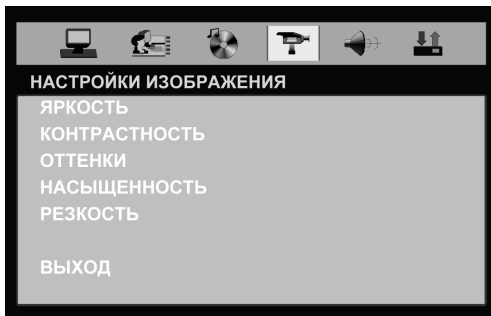 НАСТРОЙКИ ИЗОБРАЖЕНИЯ
ЯРКОСТЬ
КОНТРАСТНОСТЬ
ОТТЕНКИ
НАСЫЩЕННОСТЬ
РЕЗКОСТЬ
ВЫХОД